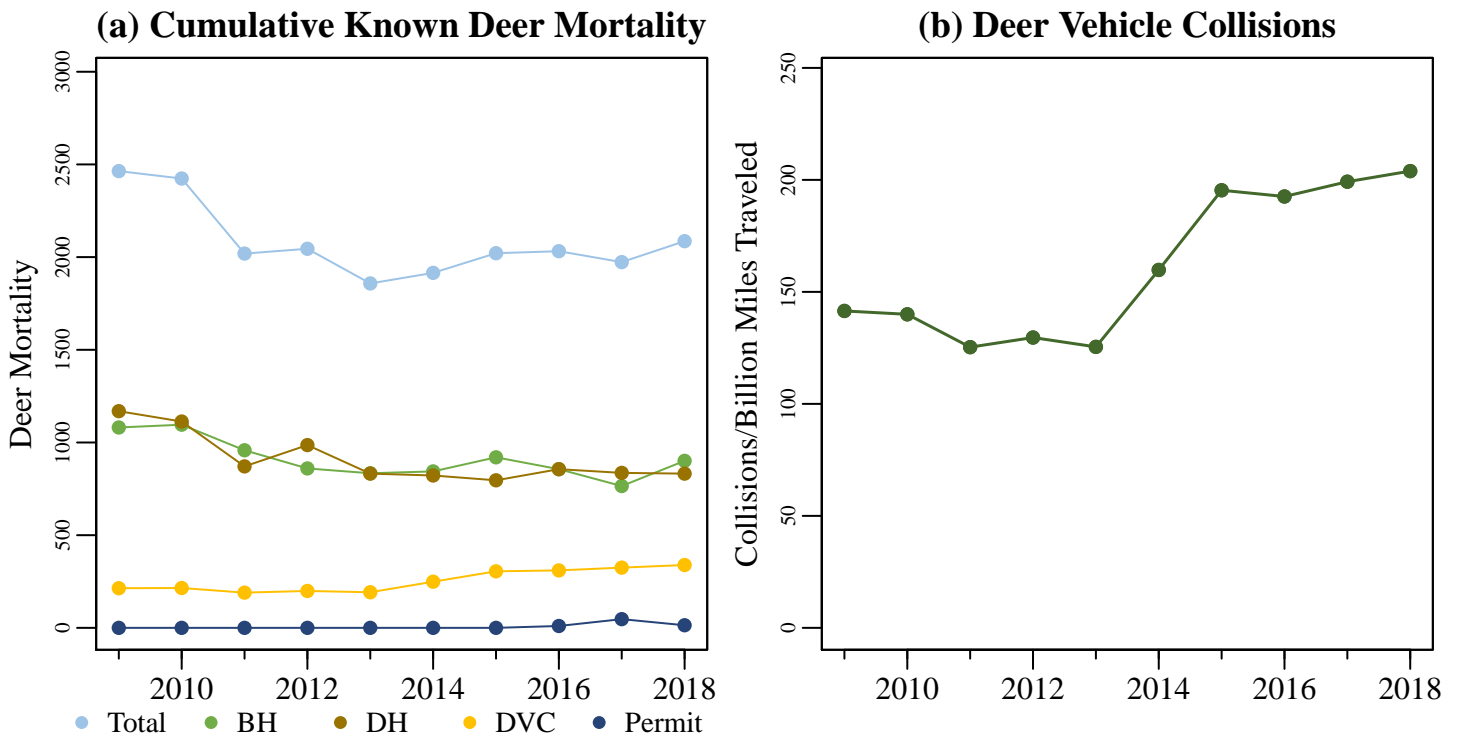 (a) Cumulative Known Deer Mortality
Deer Mortality
3000
2500
2000
1500
1000
500
0
2010 2012 2014 2016 2018
Total BH DH DVC Permit
(b) Deer Vehicle Collisions
Collisions/Billion Miles Traveled
250
200
150
100
50
0
2010 2012 2014 2016 2018